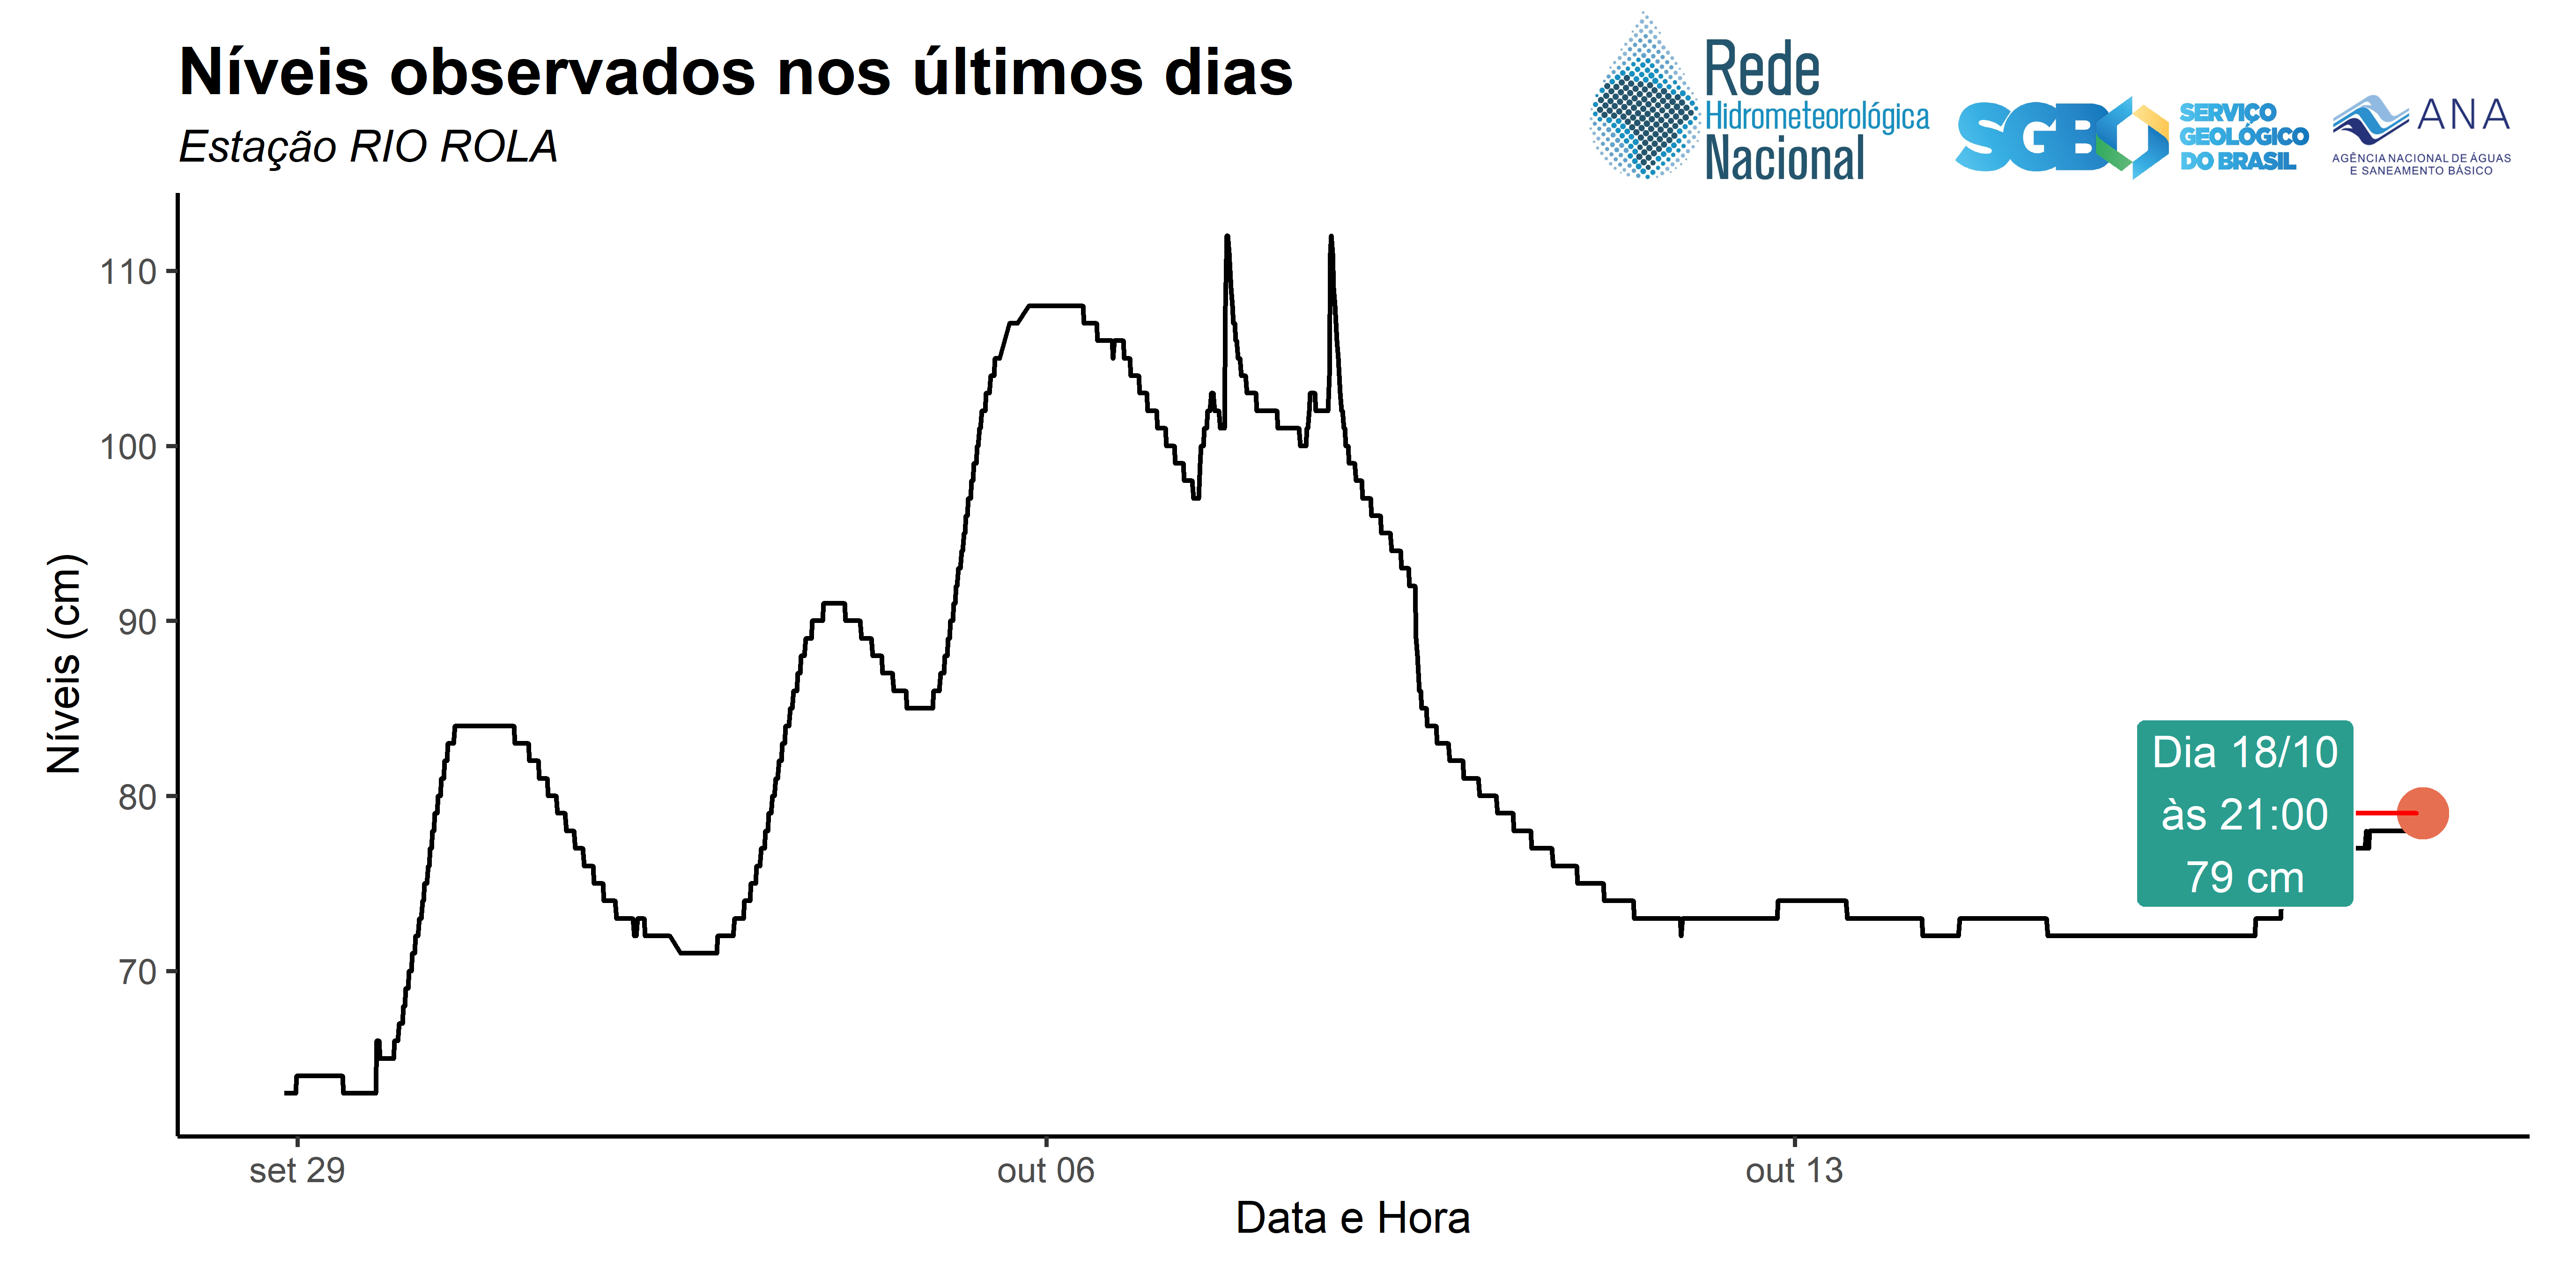 Níveis observados nos últimos dias
Estação RIO ROLA
Rede
Hidrometeorológica
Nacional
SGB
SERVIÇO
GEOLÓGICO
DO BRASIL
ANA
AGÊNCIA NACIONAL DE ÁGUAS
E SANEAMENTO BÁSICO
Níveis (cm)
110
100
90
80
70
Dia 18/10
às 21:00
79 cm
set 29
out 06
out 13
Data e Hora